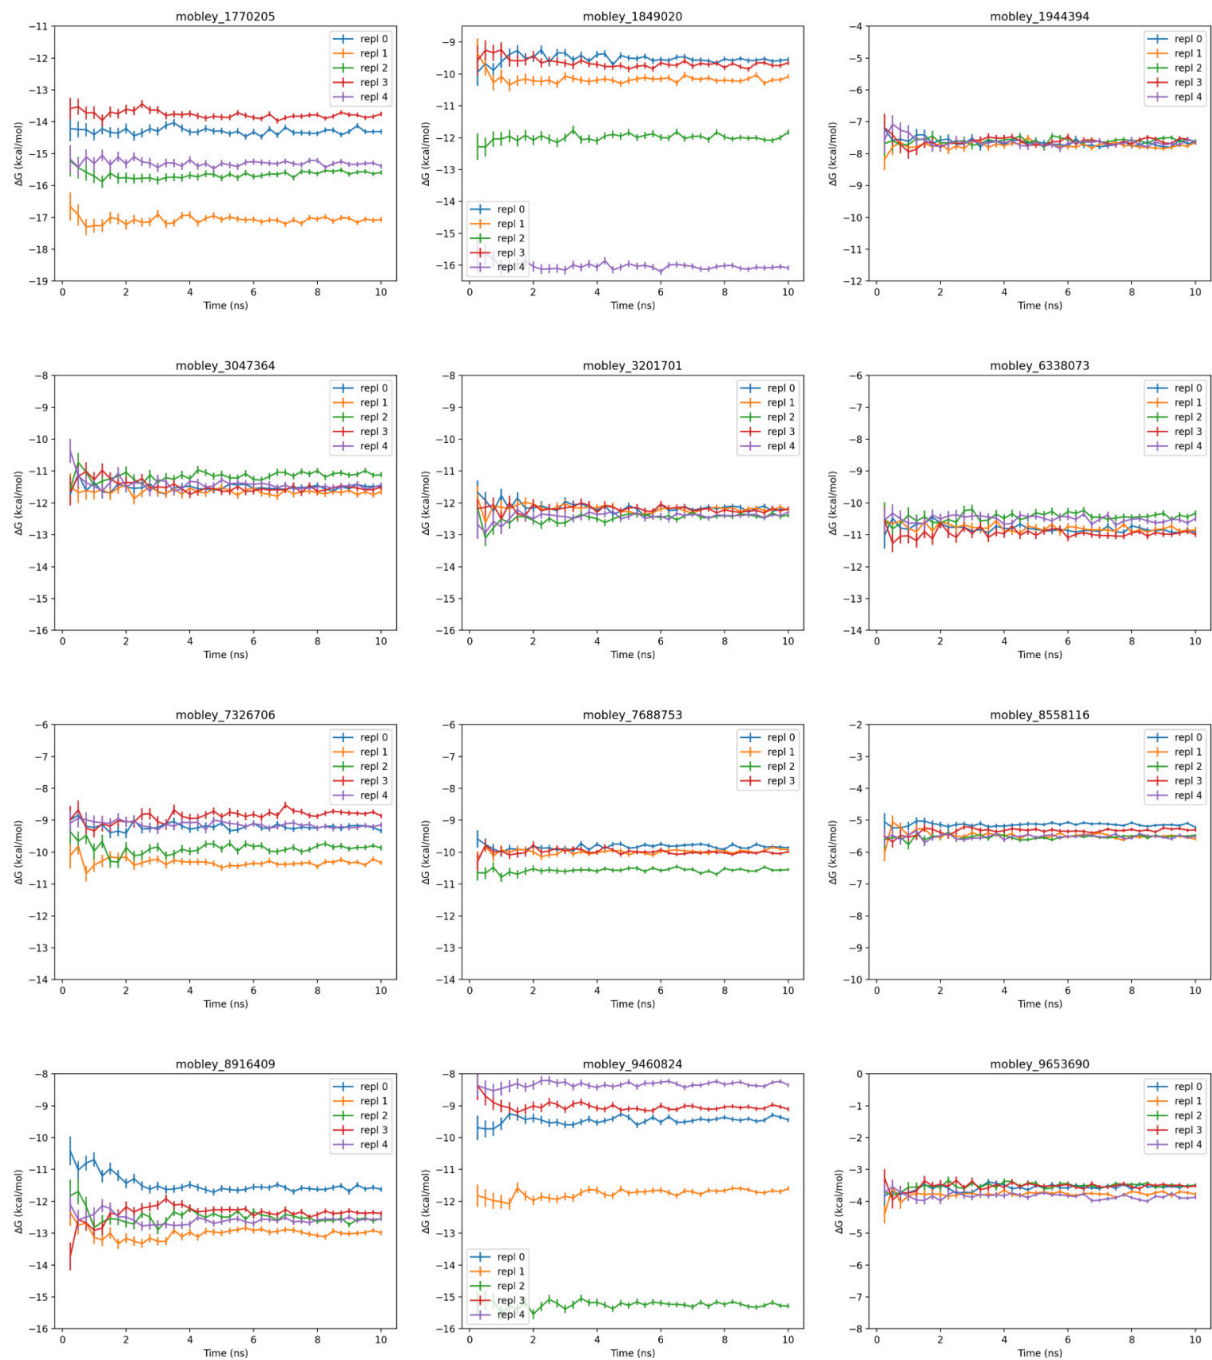 mobley_1770205
−11
−12
−13
−14
−15
−16
−17
−18
−19
ΔG (kcal/mol)
0 2 4 6 8 10
Time (ns)
repl 0
repl 1
repl 2
repl 3
repl 4
mobley_1849020
−9
−10
−11
−12
−13
−14
−15
−16
ΔG (kcal/mol)
0 2 4 6 8 10
Time (ns)
repl 0
repl 1
repl 2
repl 3
repl 4
mobley_1944394
−4
−5
−6
−7
−8
−9
−10
−11
−12
ΔG (kcal/mol)
0 2 4 6 8 10
Time (ns)
repl 0
repl 1
repl 2
repl 3
repl 4
mobley_3047364
−8
−9
−10
−11
−12
−13
−14
−15
−16
ΔG (kcal/mol)
0 2 4 6 8 10
Time (ns)
repl 0
repl 1
repl 2
repl 3
repl 4
mobley_3201701
−8
−9
−10
−11
−12
−13
−14
−15
−16
ΔG (kcal/mol)
0 2 4 6 8 10
Time (ns)
repl 0
repl 1
repl 2
repl 3
repl 4
mobley_6338073
−6
−7
−8
−9
−10
−11
−12
−13
−14
ΔG (kcal/mol)
0 2 4 6 8 10
Time (ns)
repl 0
repl 1
repl 2
repl 3
repl 4
mobley_7326706
−6
−7
−8
−9
−10
−11
−12
−13
−14
ΔG (kcal/mol)
0 2 4 6 8 10
Time (ns)
repl 0
repl 1
repl 2
repl 3
repl 4
mobley_7688753
−6
−7
−8
−9
−10
−11
−12
−13
−14
ΔG (kcal/mol)
0 2 4 6 8 10
Time (ns)
repl 0
repl 1
repl 2
repl 3
mobley_8558116
−2
−3
−4
−5
−6
−7
−8
−9
−10
ΔG (kcal/mol)
0 2 4 6 8 10
Time (ns)
repl 0
repl 1
repl 2
repl 3
repl 4
mobley_8916409
−8
−9
−10
−11
−12
−13
−14
−15
−16
ΔG (kcal/mol)
0 2 4 6 8 10
Time (ns)
repl 0
repl 1
repl 2
repl 3
repl 4
mobley_9460824
−8
−9
−10
−11
−12
−13
−14
−15
−16
ΔG (kcal/mol)
0 2 4 6 8 10
Time (ns)
repl 0
repl 1
repl 2
repl 3
repl 4
mobley_9653690
0
−1
−2
−3
−4
−5
−6
−7
−8
ΔG (kcal/mol)
0 2 4 6 8 10
Time (ns)
repl 0
repl 1
repl 2
repl 3
repl 4